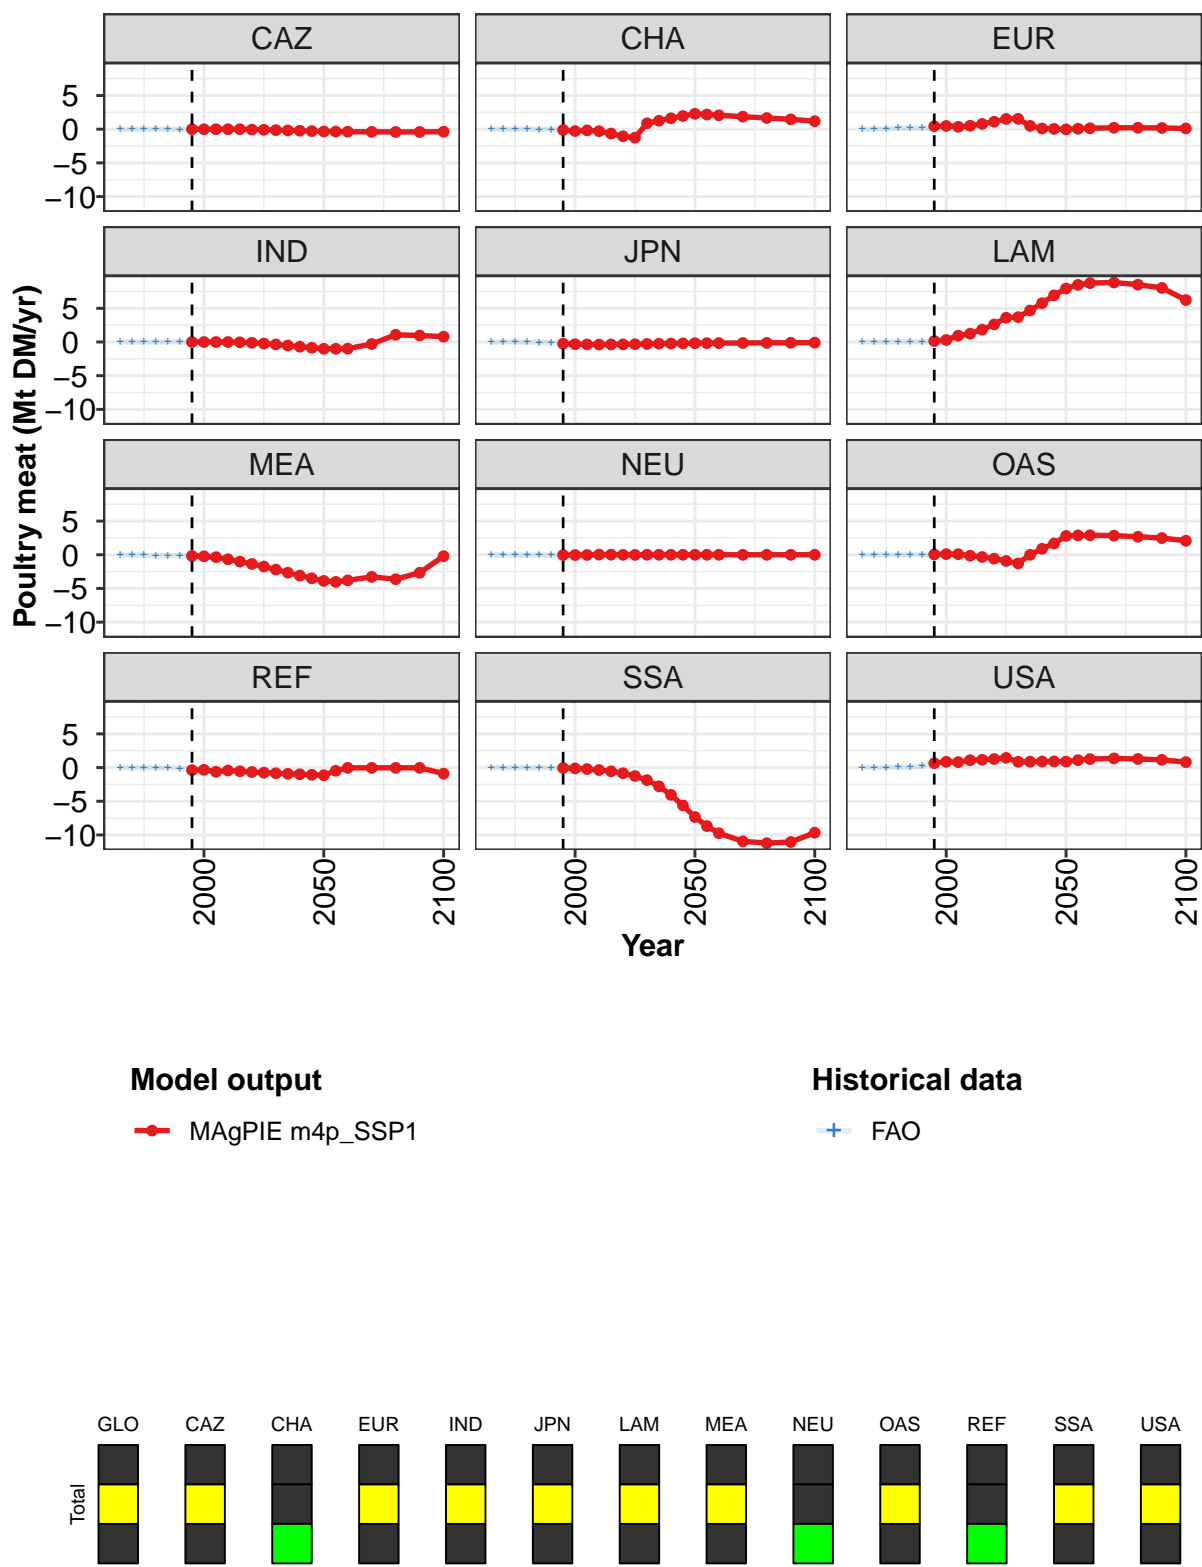 CAZ CHA EUR
5
0
−5
−10
IND JPN LAM
5
0
−5
−10
MEA NEU OAS
5
0
−5
−10
REF SSA USA
5
0
−5
−10
Poultry meat (Mt DM/yr)
2000 2050 2100 2000 2050 2100 2000 2050 2100
Year
Model output Historical data
MAgPIE m4p_SSP1 FAO
GLO CAZ CHA EUR IND JPN LAM MEA NEU OAS REF SSA USA
Total